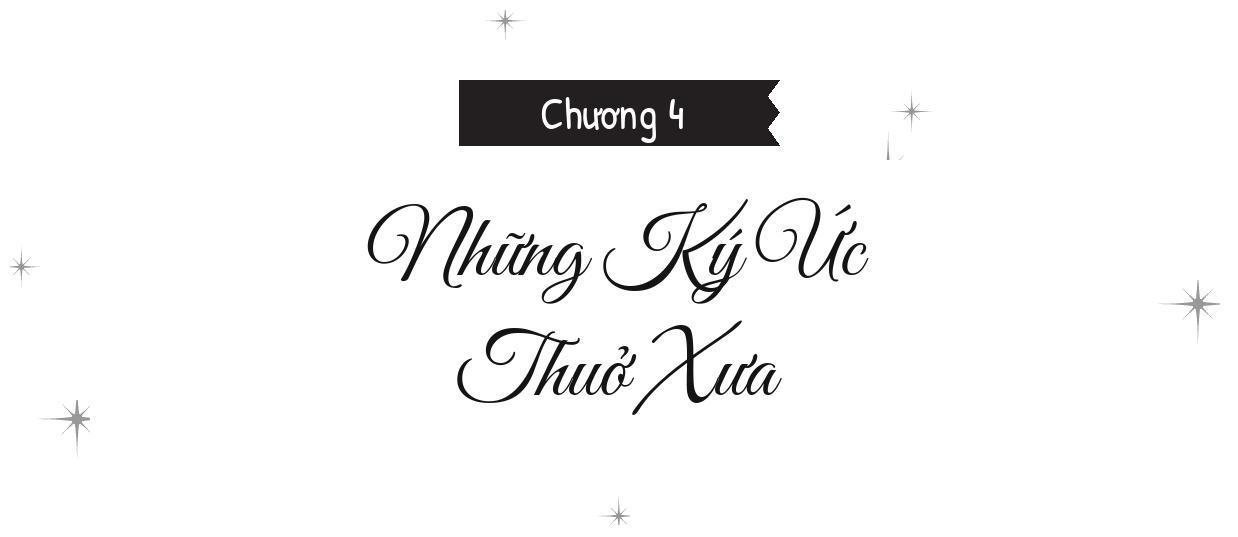 Chương 4
Những Ký Ức
Thuở Xưa